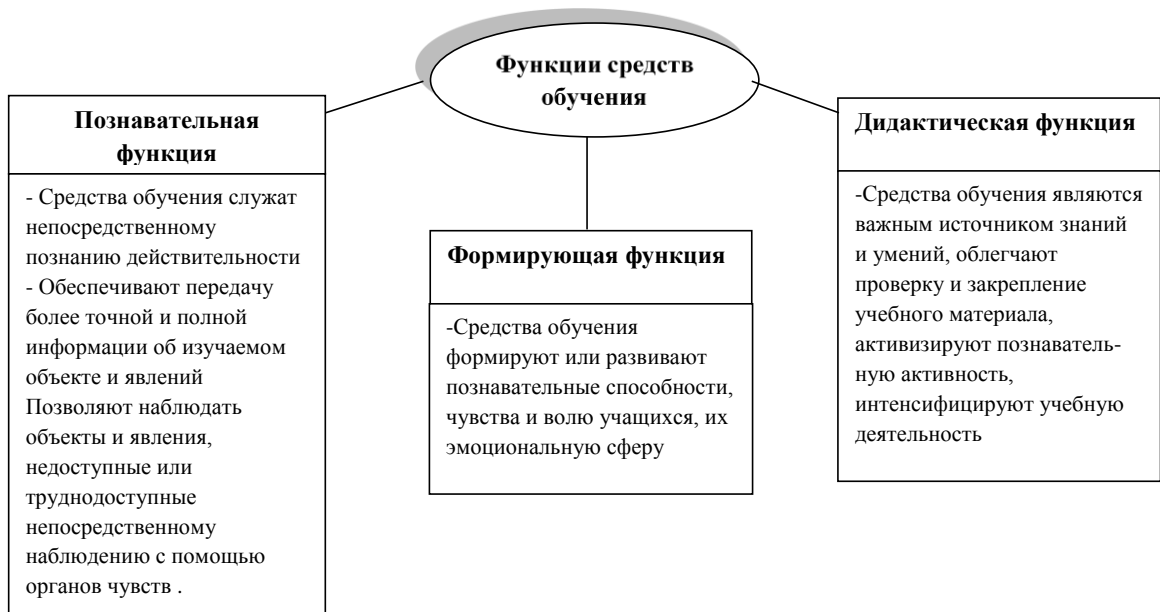 Функции средств
обучения
Познавательная
функция
- Средства обучения служат
непосредственному
познанию действительности
- Обеспечивают передачу
более точной и полной
информации об изучаемом
объекте и явлений
Позволяют наблюдать
объекты и явления,
недоступные или
труднодоступные
непосредственному
наблюдению с помощью
органов чувств .
Формирующая функция
-Средства обучения
формируют или развивают
познавательные способности,
чувства и волю учащихся, их
эмоциональную сферу
Дидактическая функция
-Средства обучения являются
важным источником знаний
и умений, облегчают
проверку и закрепление
учебного материала,
активизируют познаватель-
ную активность,
интенсифицируют учебную
деятельность